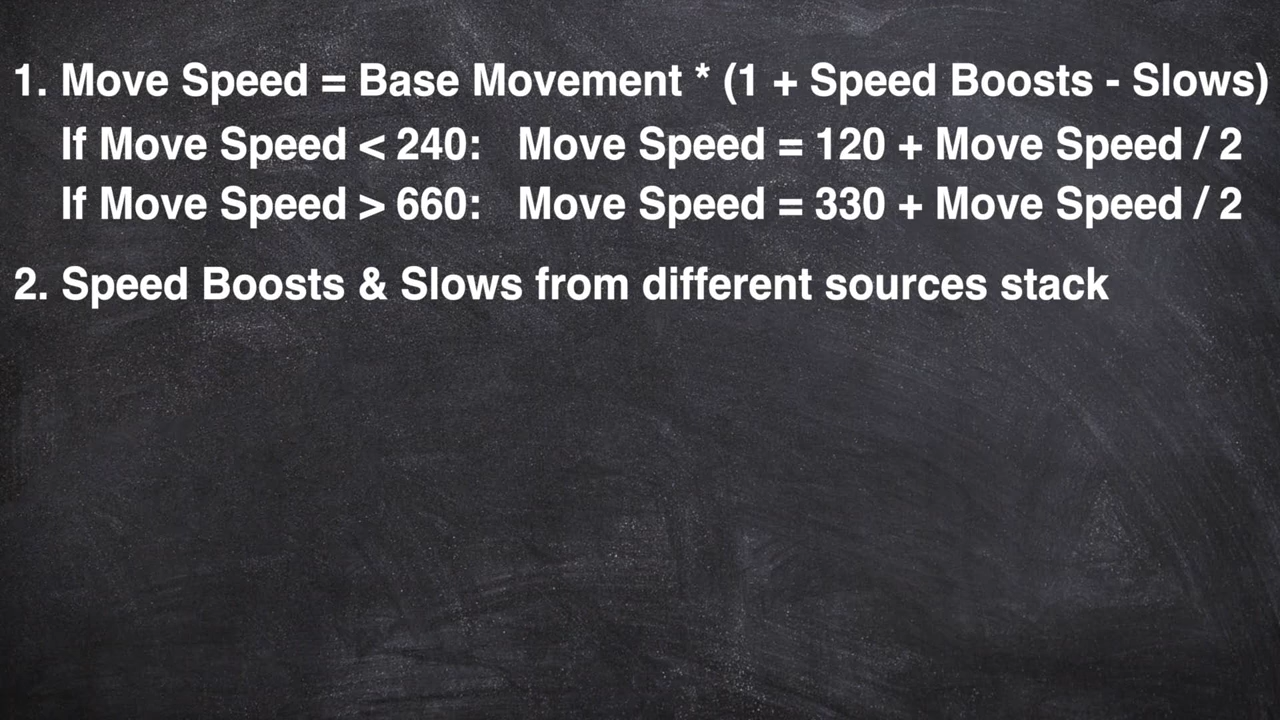 1. Move Speed = Base Movement * (1 + Speed Boosts - Slows)
If Move Speed < 240: Move Speed = 120 + Move Speed / 2
If Move Speed > 660: Move Speed = 330 + Move Speed / 2
2. Speed Boosts & Slows from different sources stack